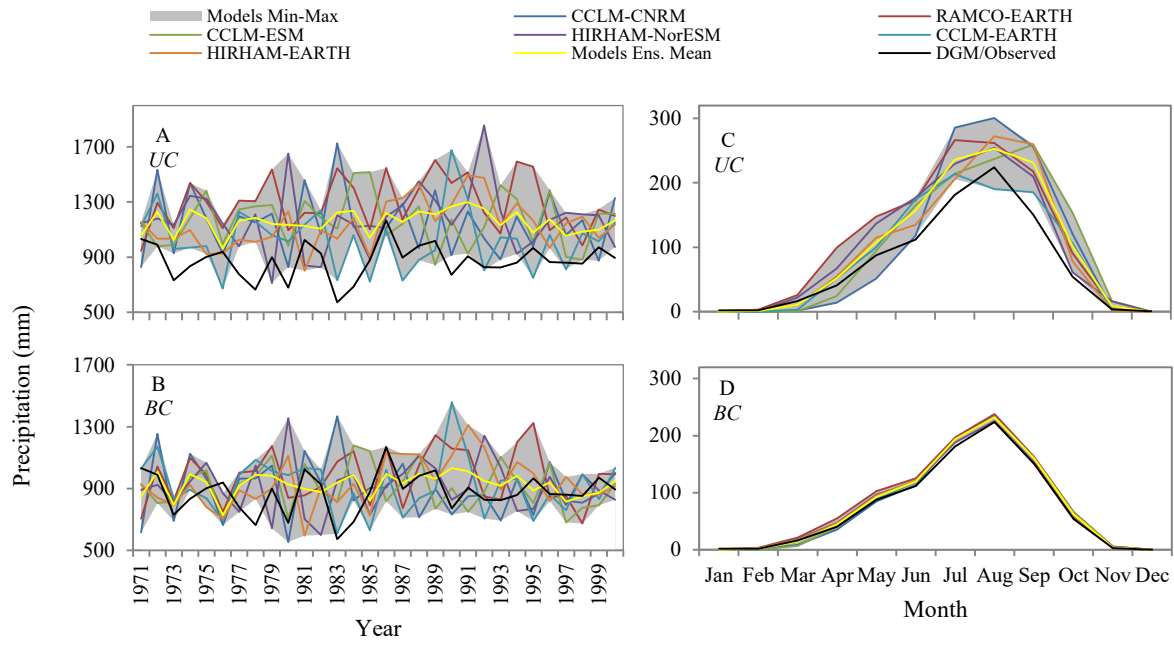 Models Min-Max CCLM-CNRM RAMCO-EARTH
CCLM-ESM HIRHAM-NorESM CCLM-EARTH
HIRHAM-EARTH Models Ens. Mean DGM/Observed
Precipitation (mm)
A
UC
1700
1300
900
500
B
BC
1700
1300
900
500
1971
1973
1975
1977
1979
1981
1983
1985
1987
1989
1991
1993
1995
1997
1999
Year
C
UC
300
200
100
0
D
BC
300
200
100
0
Jan Feb Mar Apr May Jun Jul Aug Sep Oct Nov Dec
Month